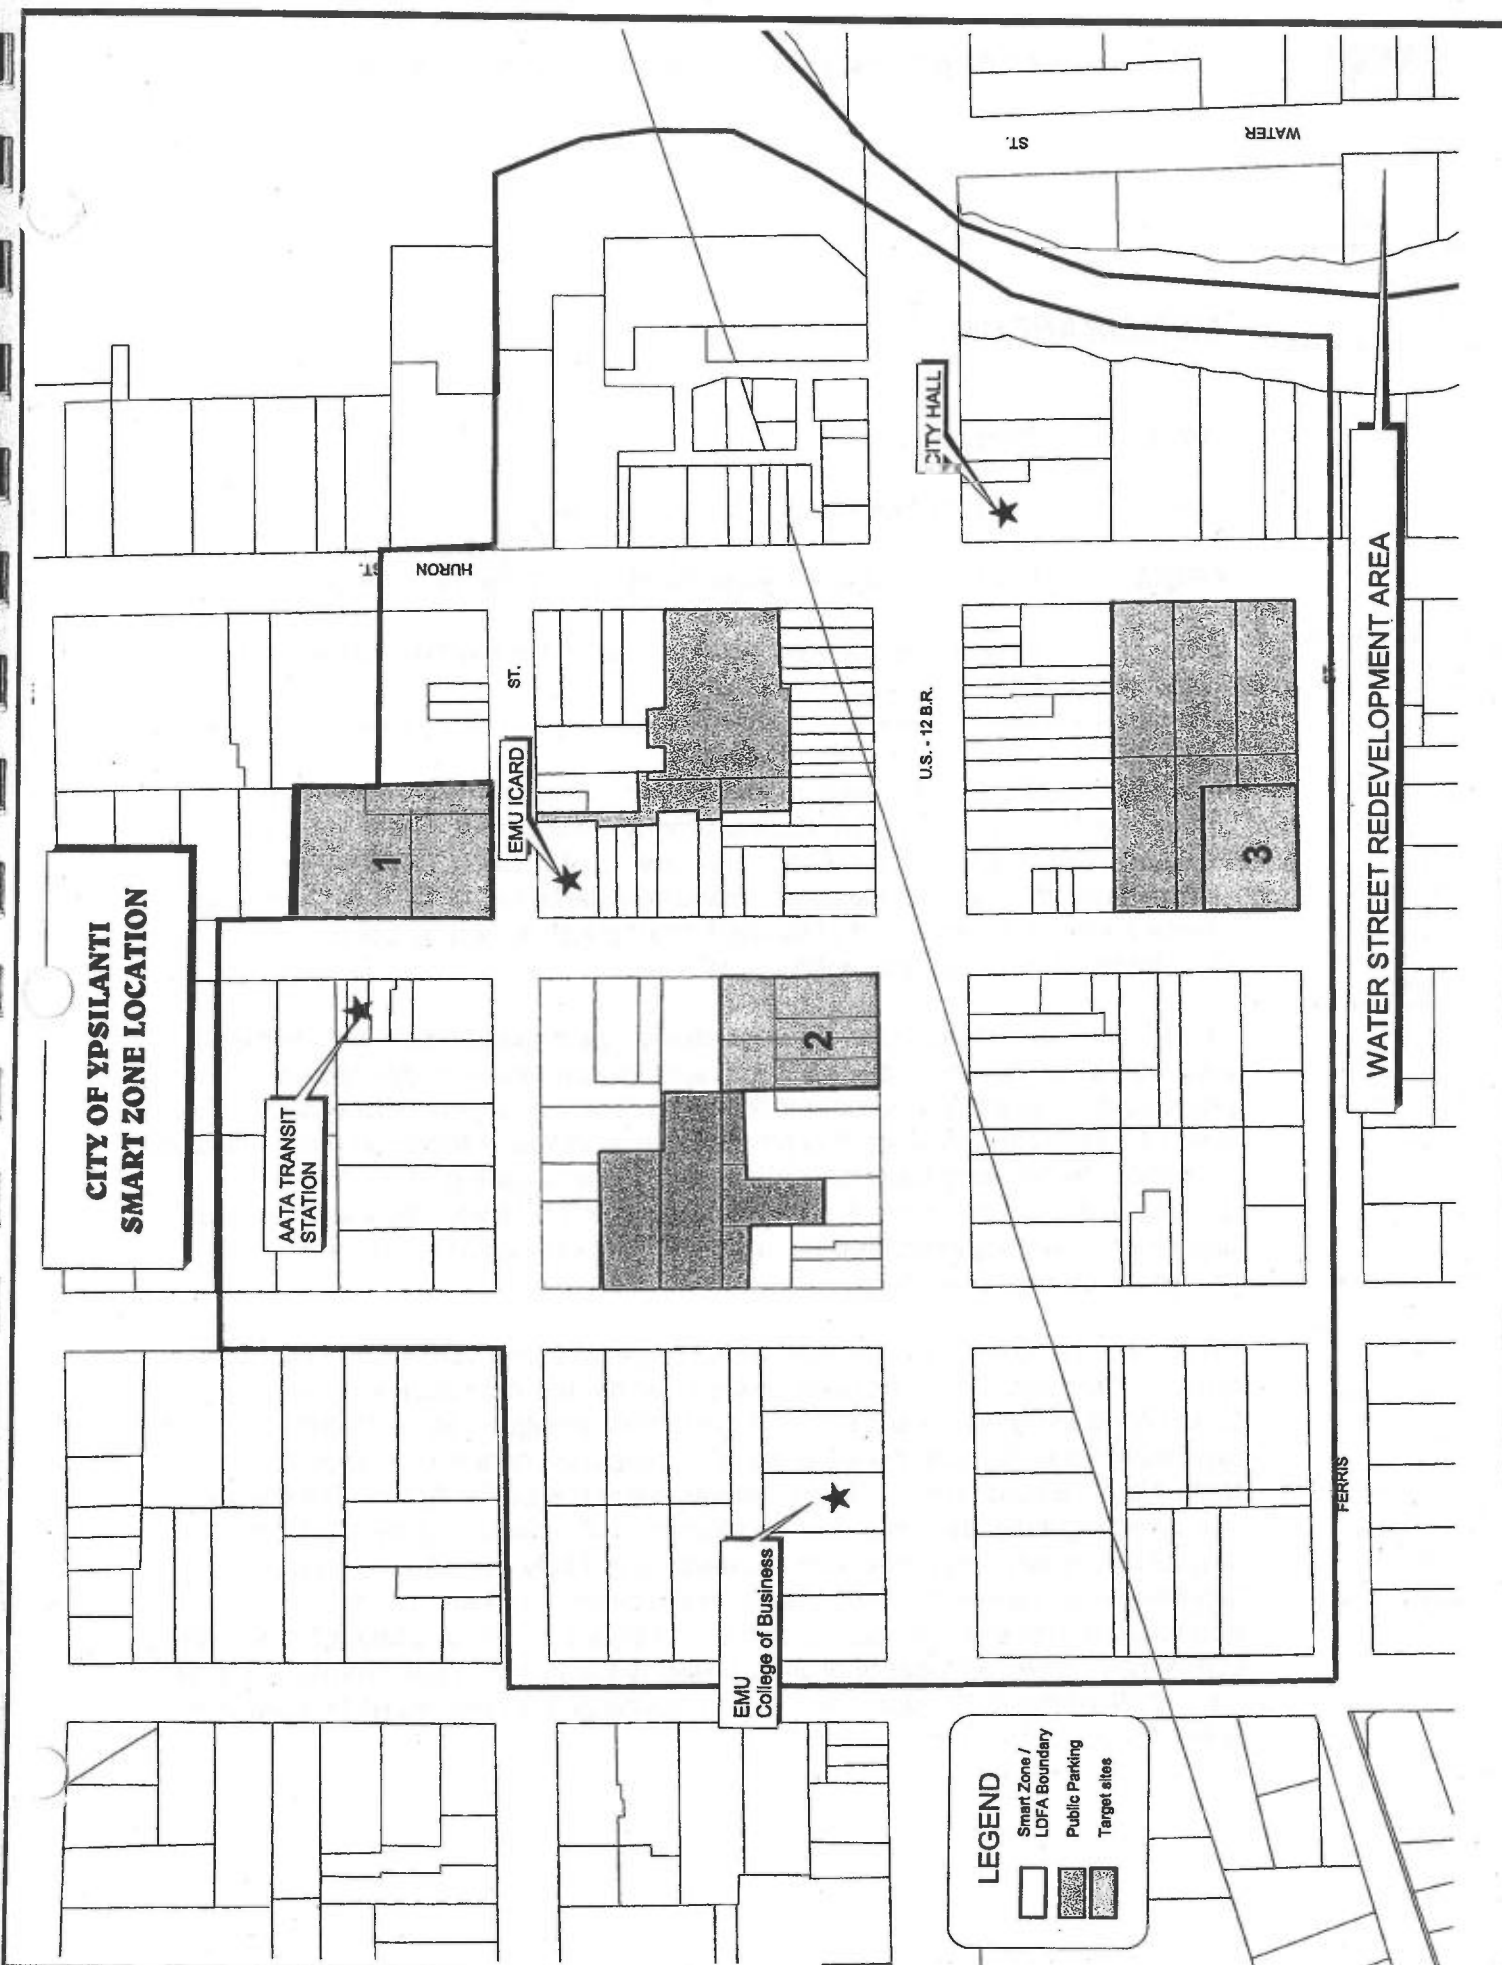 CITY OF YPSILANTI
SMART ZONE LOCATION
AATA TRANSIT
STATION
1
HURON
EMU ICARD
ST.
2
EMU
College of Business
U.S. - 12 B.R.
CITY HALL
ST.
WATER
3
FERRIS
WATER STREET REDEVELOPMENT AREA
LEGEND
Smart Zone /
LDFA Boundary
Public Parking
Target sites